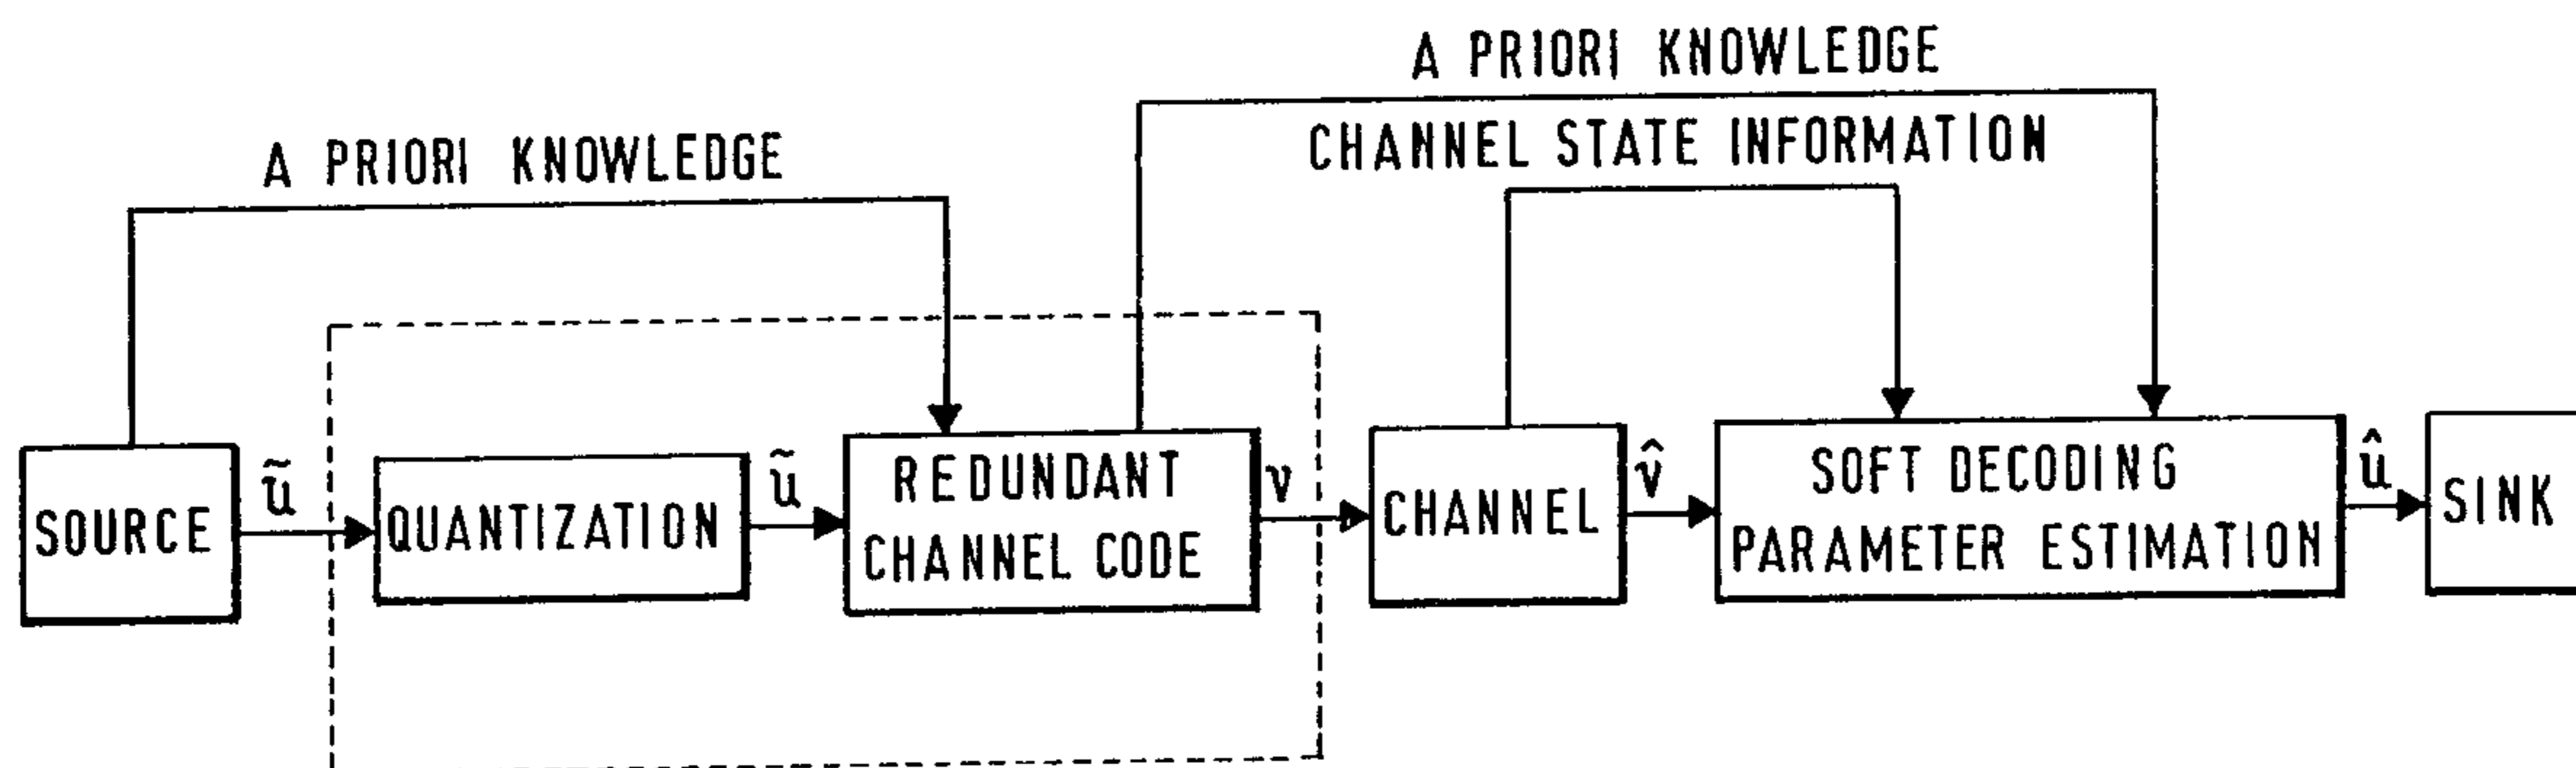 A PRIORI KNOWLEDGE
CHANNEL STATE INFORMATION
A PRIORI KNOWLEDGE
SOURCE
ũ
QUANTIZATION
ũ
REDUNDANT
CHANNEL CODE
v
CHANNEL
v̂
SOFT DECODING
PARAMETER ESTIMATION
û
SINK